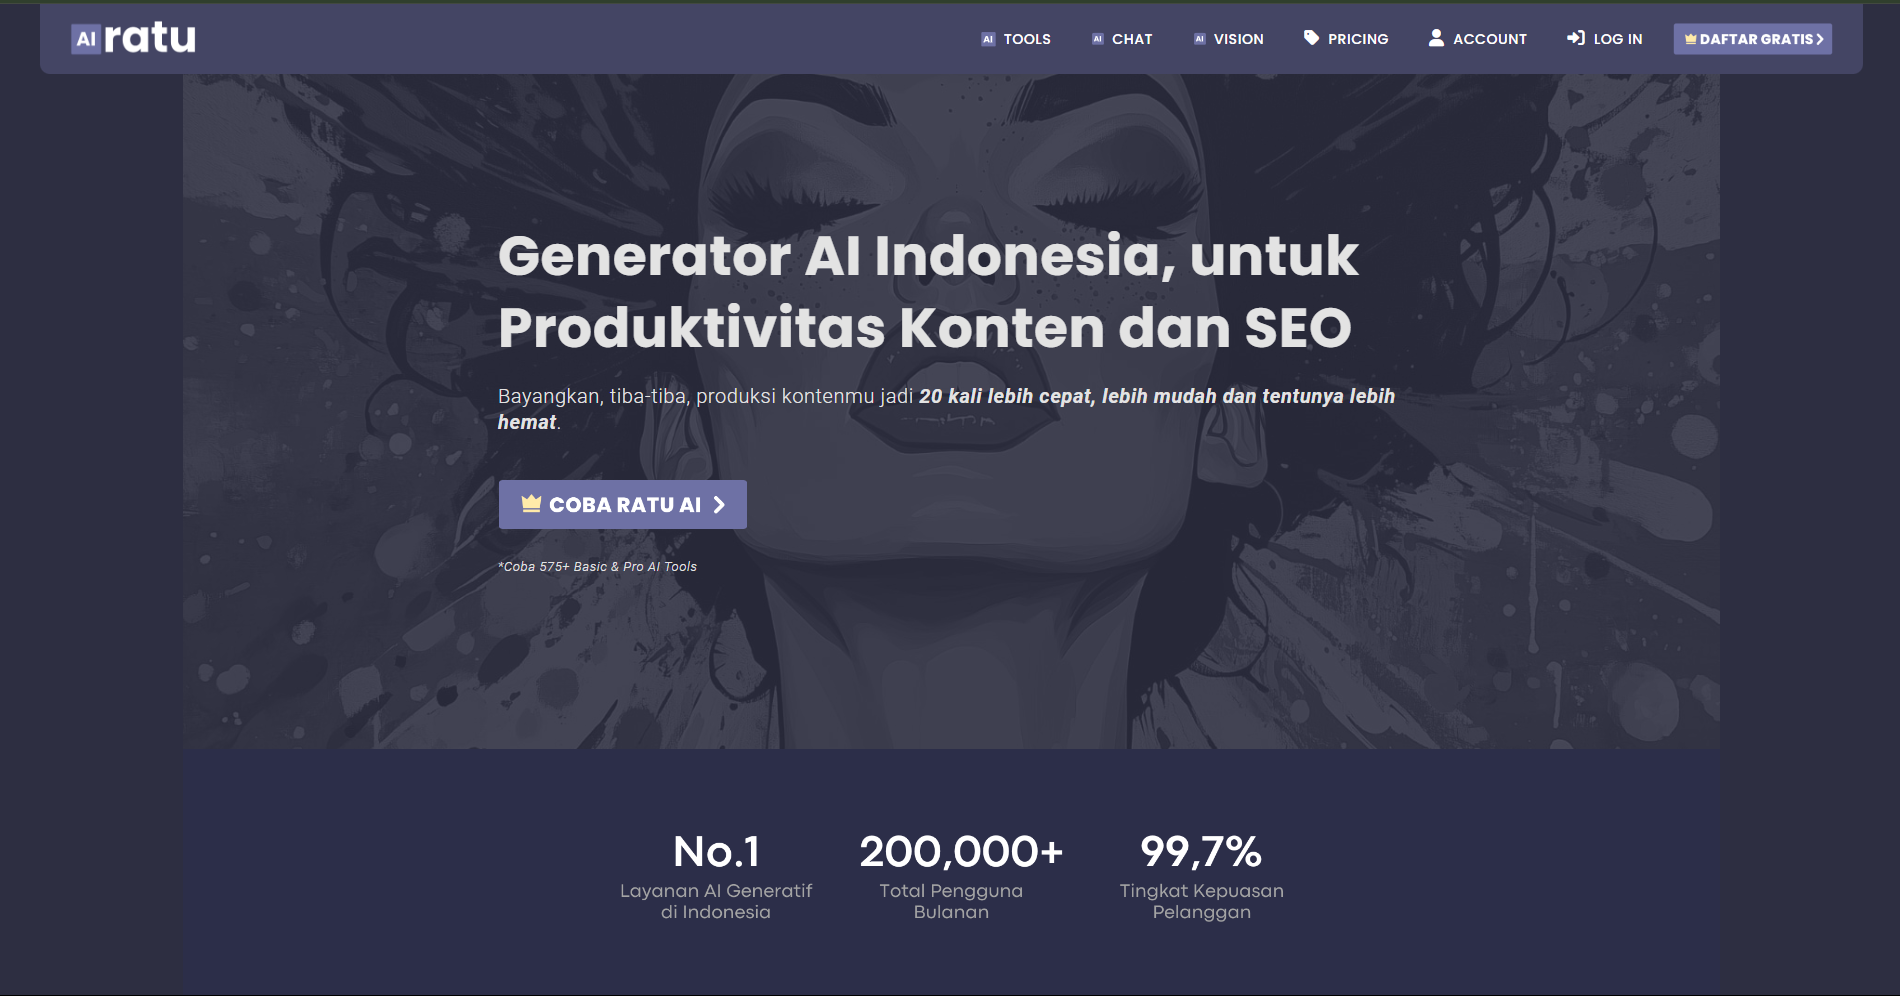 AI ratu
AI TOOLS
AI CHAT
AI VISION
PRICING
ACCOUNT
LOG IN
DAFTAR GRATIS
Generator AI Indonesia, untuk
Produktivitas Konten dan SEO
Bayangkan, tiba-tiba, produksi kontenmu jadi 20 kali lebih cepat, lebih mudah dan tentunya lebih
hemat.
COBA RATU AI
*Coba 575+ Basic & Pro AI Tools
No.1
Layanan AI Generatif
di Indonesia
200,000+
Total Pengguna
Bulanan
99,7%
Tingkat Kepuasan
Pelanggan